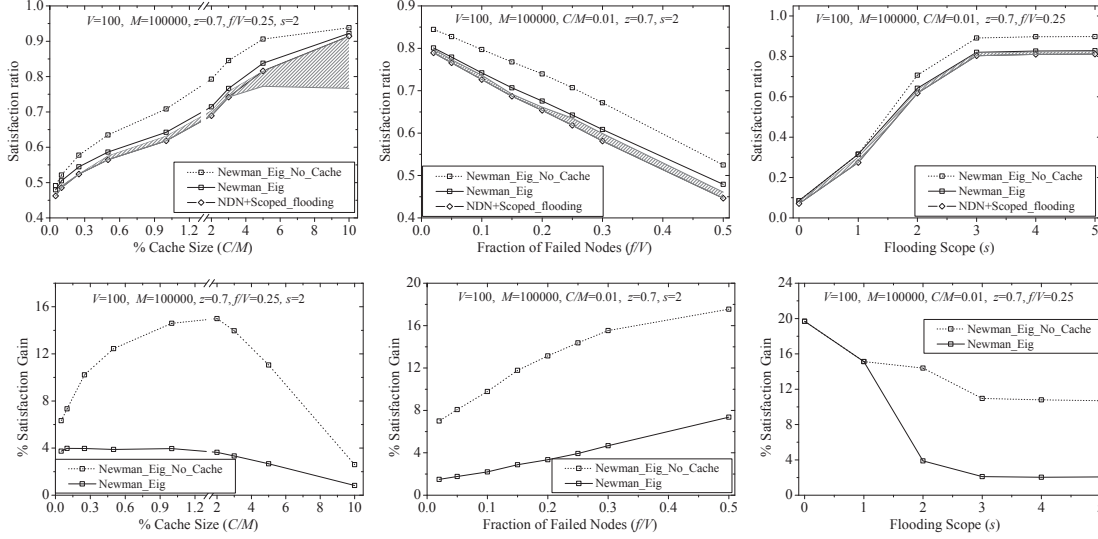 V=100, M=100000, z=0.7, f/V=0.25, s=2
Satisfaction ratio
1.0
0.9
0.8
0.7
0.6
0.5
0.4
Newman_Eig_No_Cache
Newman_Eig
NDN+Scoped_flooding
0.3 0.6 0.9 1.2 2 4 6 8 10
% Cache Size (C/M)
V=100, M=100000, C/M=0.01, z=0.7, s=2
Satisfaction ratio
0.9
0.8
0.7
0.6
0.5
0.4
Newman_Eig_No_Cache
Newman_Eig
NDN+Scoped_flooding
0.0 0.1 0.2 0.3 0.4 0.5
Fraction of Failed Nodes (f/V)
V=100, M=100000, C/M=0.01, z=0.7, f/V=0.25
Satisfaction ratio
1.0
0.8
0.6
0.4
0.2
0.0
Newman_Eig_No_Cache
Newman_Eig
NDN+Scoped_flooding
0 1 2 3 4 5
Flooding Scope (s)
V=100, M=100000, z=0.7, f/V=0.25, s=2
% Satisfaction Gain
16
12
8
4
0
Newman_Eig_No_Cache
Newman_Eig
0.3 0.6 0.9 1.2 2 4 6 8 10
% Cache Size (C/M)
V=100, M=100000, C/M=0.01, z=0.7, s=2
% Satisfaction Gain
20
16
12
8
4
0
Newman_Eig_No_Cache
Newman_Eig
0.0 0.1 0.2 0.3 0.4 0.5
Fraction of Failed Nodes (f/V)
V=100, M=100000, C/M=0.01, z=0.7, f/V=0.25
% Satisfaction Gain
24
20
16
12
8
4
0
Newman_Eig_No_Cache
Newman_Eig
0 1 2 3 4 5
Flooding Scope (s)